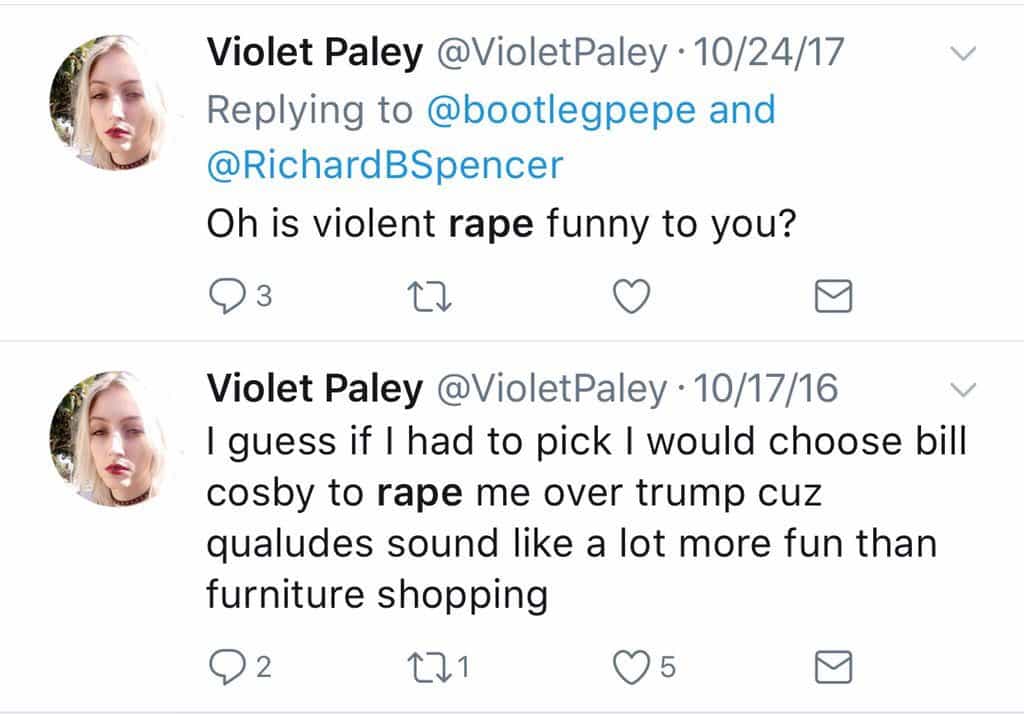 Violet Paley @VioletPaley · 10/24/17
Replying to @bootlegpepe and
@RichardBSpencer
Oh is violent rape funny to you?
3
Violet Paley @VioletPaley · 10/17/16
I guess if I had to pick I would choose bill
cosby to rape me over trump cuz
qualudes sound like a lot more fun than
furniture shopping
2 1 5